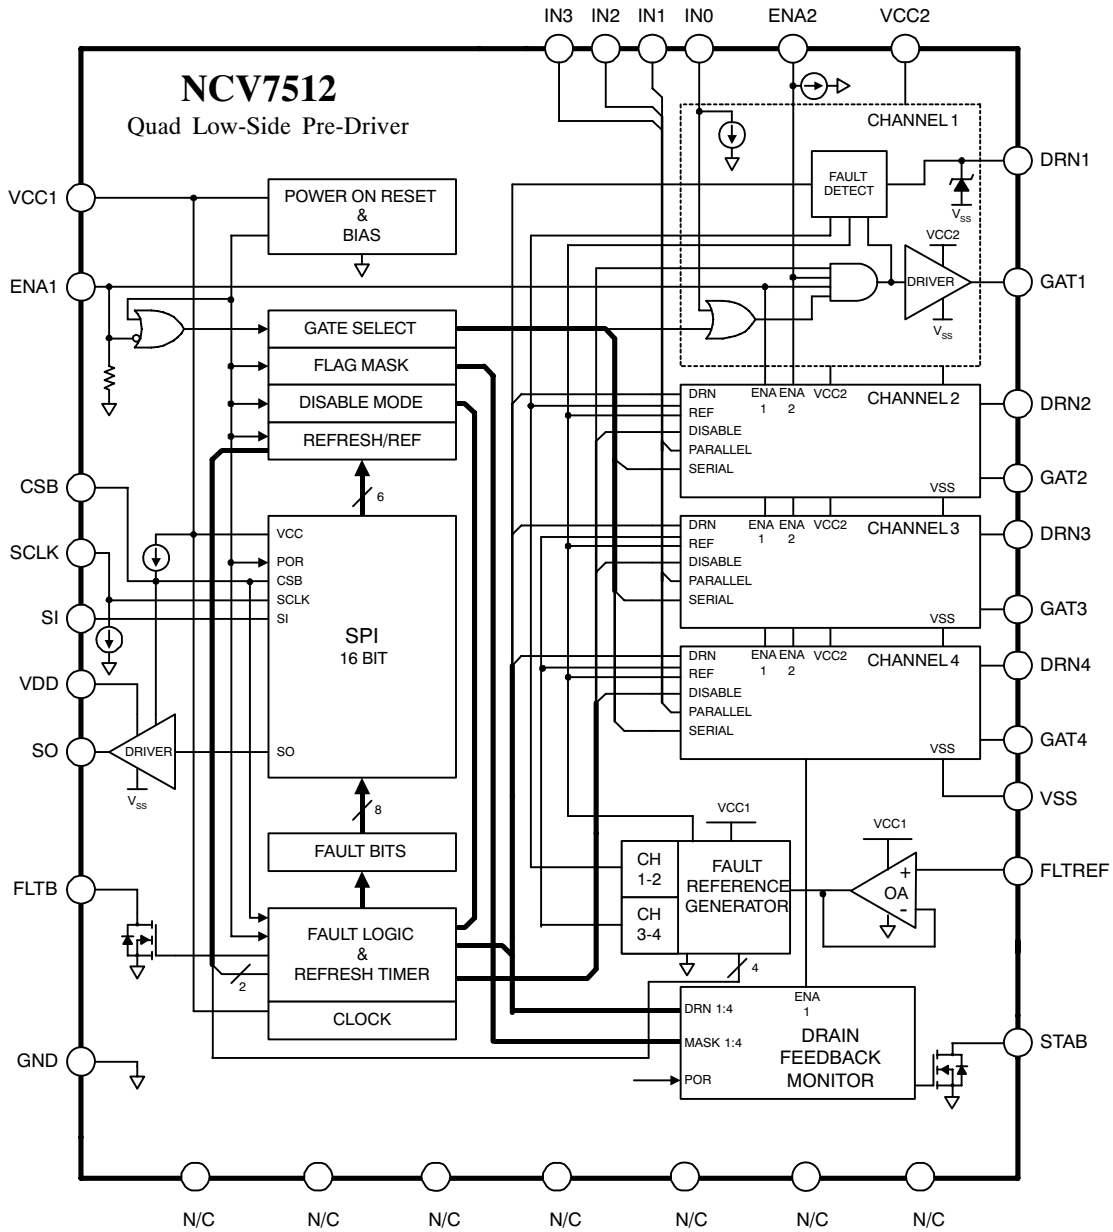 IN3 IN2 IN1 IN0 ENA2 VCC2
NCV7512
Quad Low-Side Pre-Driver
CHANNEL 1
FAULT
DETECT
DRN1
VSS
VCC2
DRIVER
VSS
GAT1
VCC1
POWER ON RESET
&
BIAS
ENA1
GATE SELECT
FLAG MASK
DISABLE MODE
REFRESH/REF
6
CSB
SCLK
SI
VDD
SO
VCC
POR
CSB
SCLK
SI
SPI
16 BIT
SO
DRIVER
VSS
8
FAULT BITS
FLTB
FAULT LOGIC
&
REFRESH TIMER
2
CLOCK
GND
DRN
REF
DISABLE
PARALLEL
SERIAL
ENA
1
ENA
2
VCC2
CHANNEL 2
VSS
DRN2
GAT2
DRN
REF
DISABLE
PARALLEL
SERIAL
ENA
1
ENA
2
VCC2
CHANNEL 3
VSS
DRN3
GAT3
DRN
REF
DISABLE
PARALLEL
SERIAL
ENA
1
ENA
2
VCC2
CHANNEL 4
VSS
DRN4
GAT4
VSS
VCC1
CH
1-2
CH
3-4
FAULT
REFERENCE
GENERATOR
4
VCC1
+
OA
-
FLTREF
DRN 1:4
MASK 1:4
POR
ENA
1
DRAIN
FEEDBACK
MONITOR
STAB
N/C N/C N/C N/C N/C N/C N/C